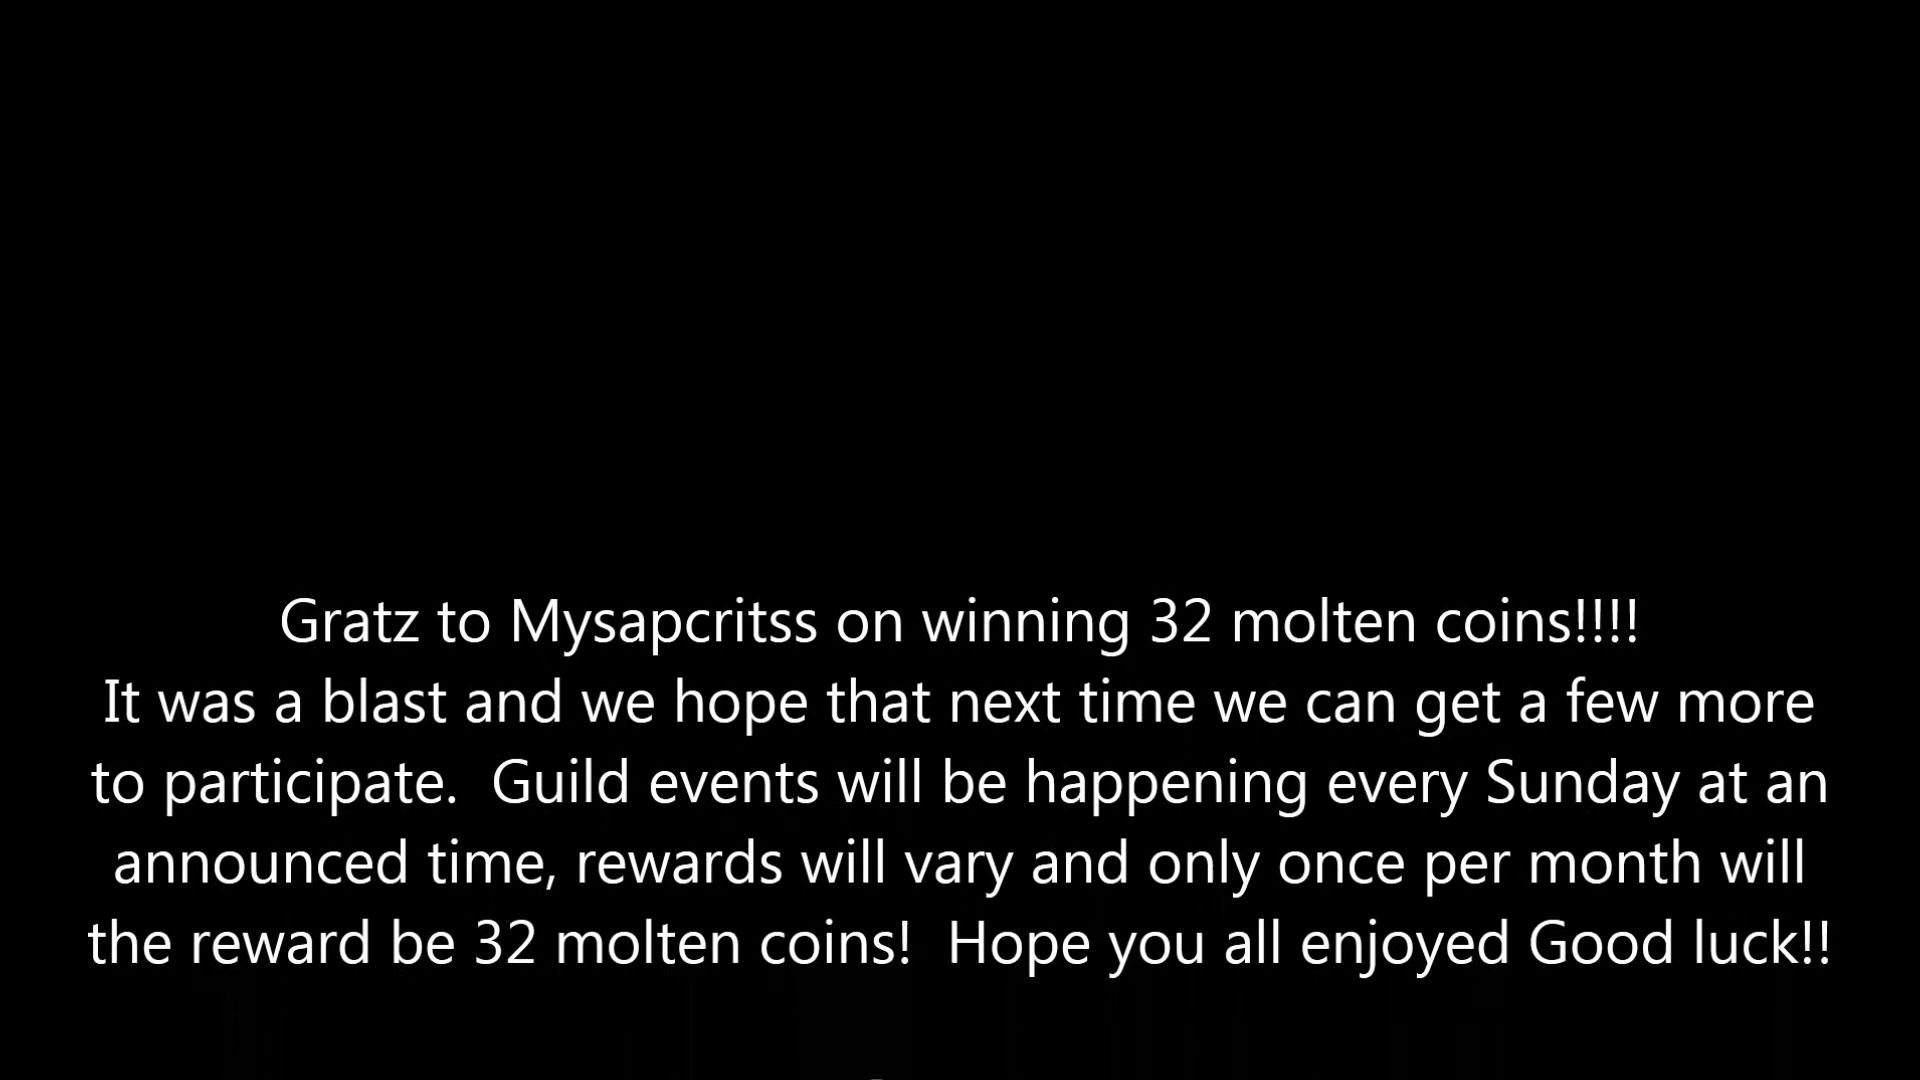 Gratz to Mysapcritss on winning 32 molten coins!!!!
It was a blast and we hope that next time we can get a few more
to participate.  Guild events will be happening every Sunday at an
announced time, rewards will vary and only once per month will
the reward be 32 molten coins!  Hope you all enjoyed Good luck!!